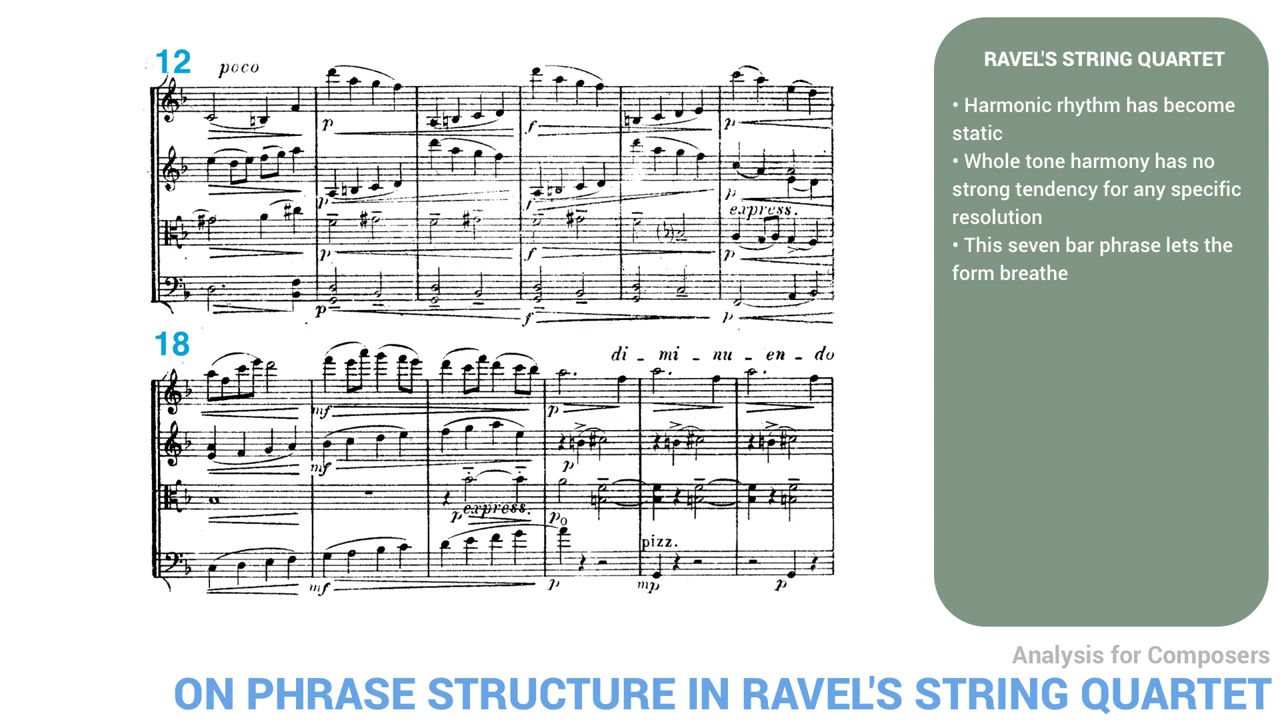 12
poco
p
f
p
p
f
p
express.
p
f
p
p
f
p
18
di - mi - nu - en - do
mf
p
mf
p
p express.
p
pizz.
mf
p
mp
p
RAVEL'S STRING QUARTET
• Harmonic rhythm has become
static
• Whole tone harmony has no
strong tendency for any specific
resolution
• This seven bar phrase lets the
form breathe
Analysis for Composers
ON PHRASE STRUCTURE IN RAVEL'S STRING QUARTET